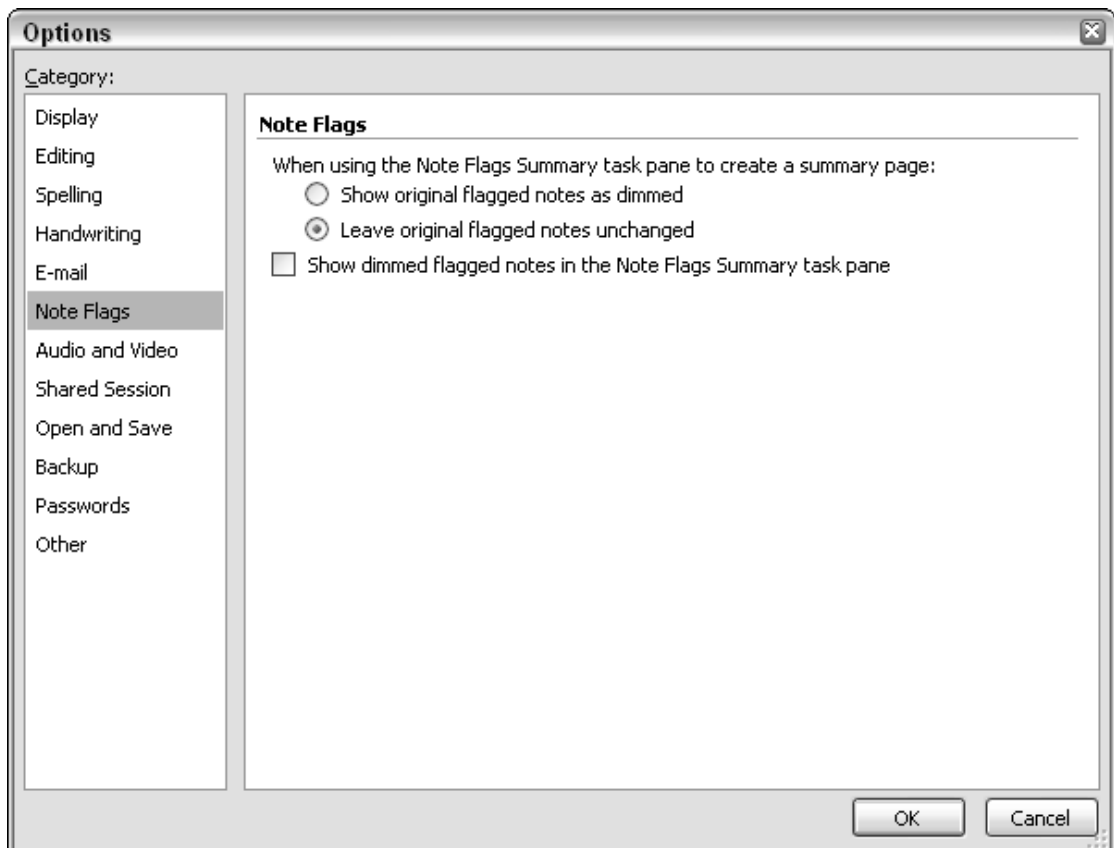 Options
Category:
Display
Editing
Spelling
Handwriting
E-mail
Note Flags
Audio and Video
Shared Session
Open and Save
Backup
Passwords
Other
Note Flags
When using the Note Flags Summary task pane to create a summary page:
Show original flagged notes as dimmed
Leave original flagged notes unchanged
Show dimmed flagged notes in the Note Flags Summary task pane
OK
Cancel